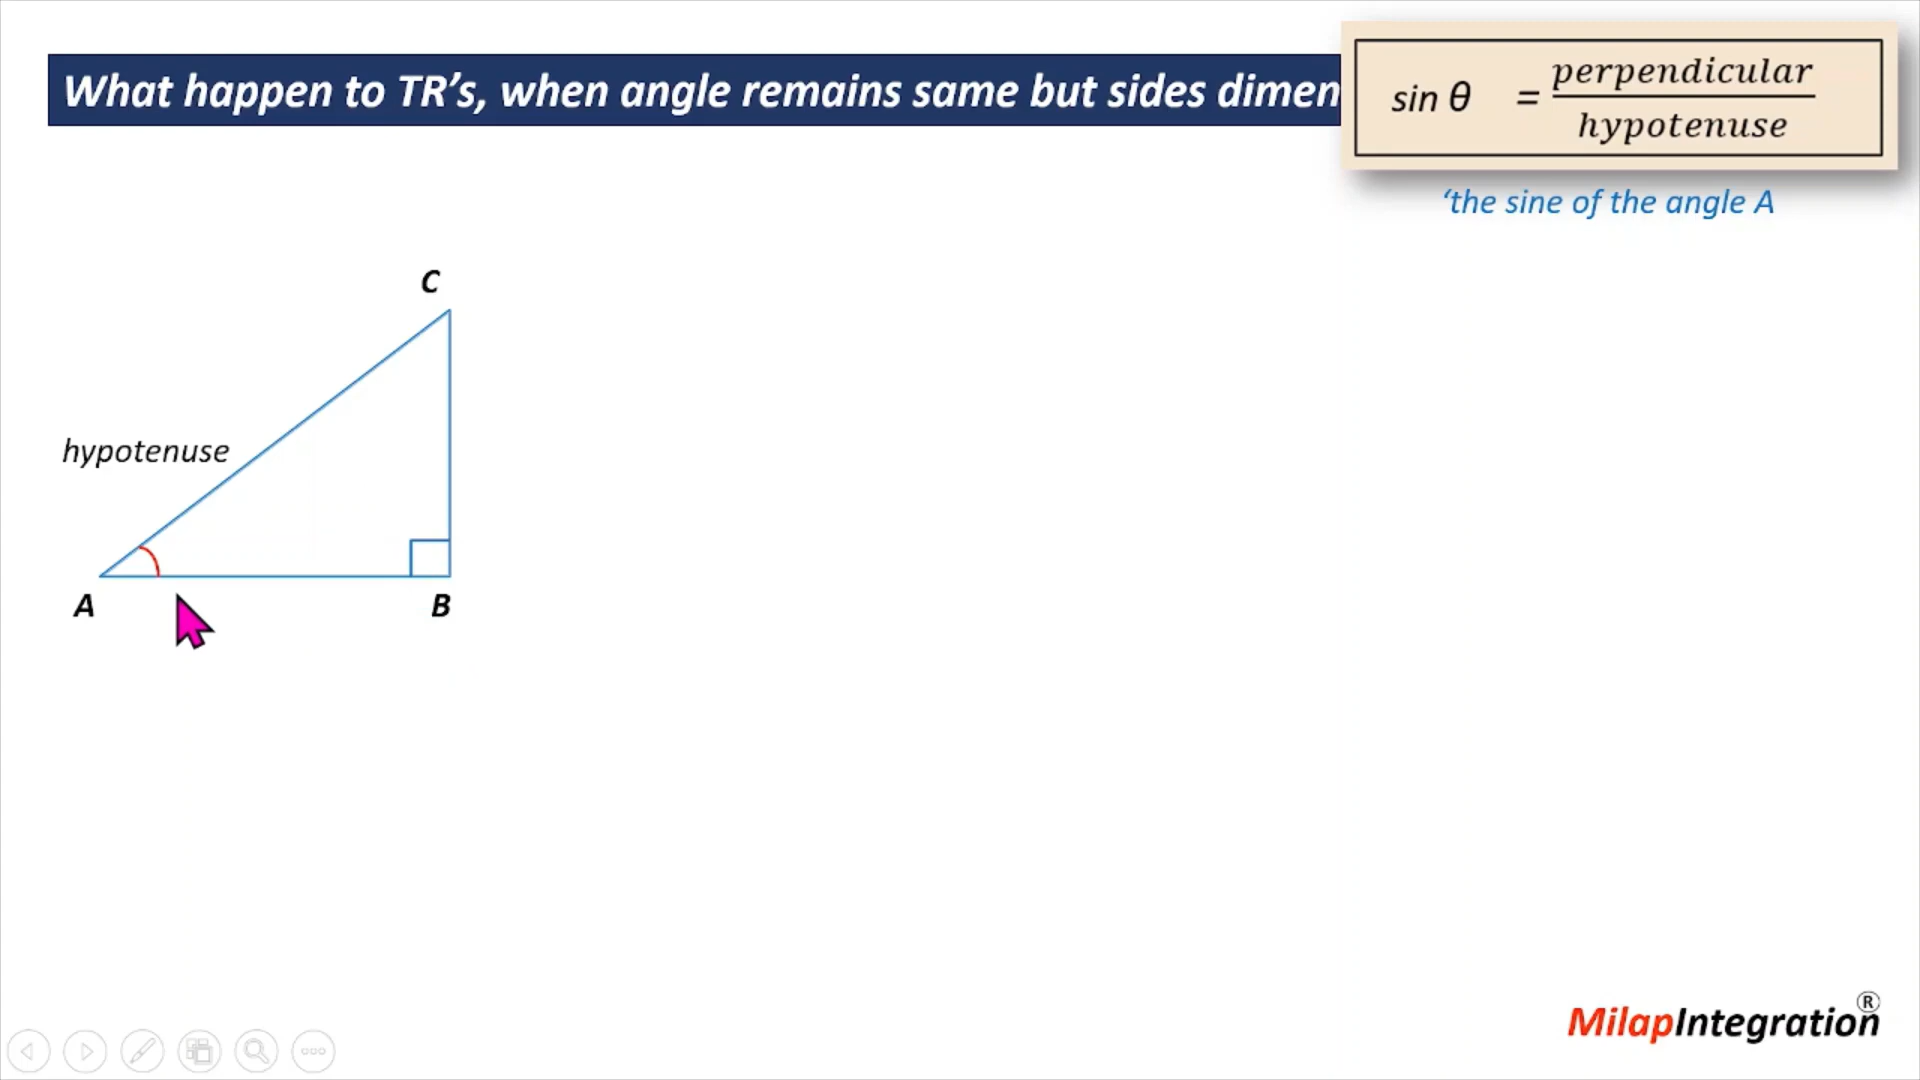 What happen to TR’s, when angle remains same but sides dimen
sin θ = perpendicular
hypotenuse
‘the sine of the angle A
C
hypotenuse
A
B
MilapIntegration®